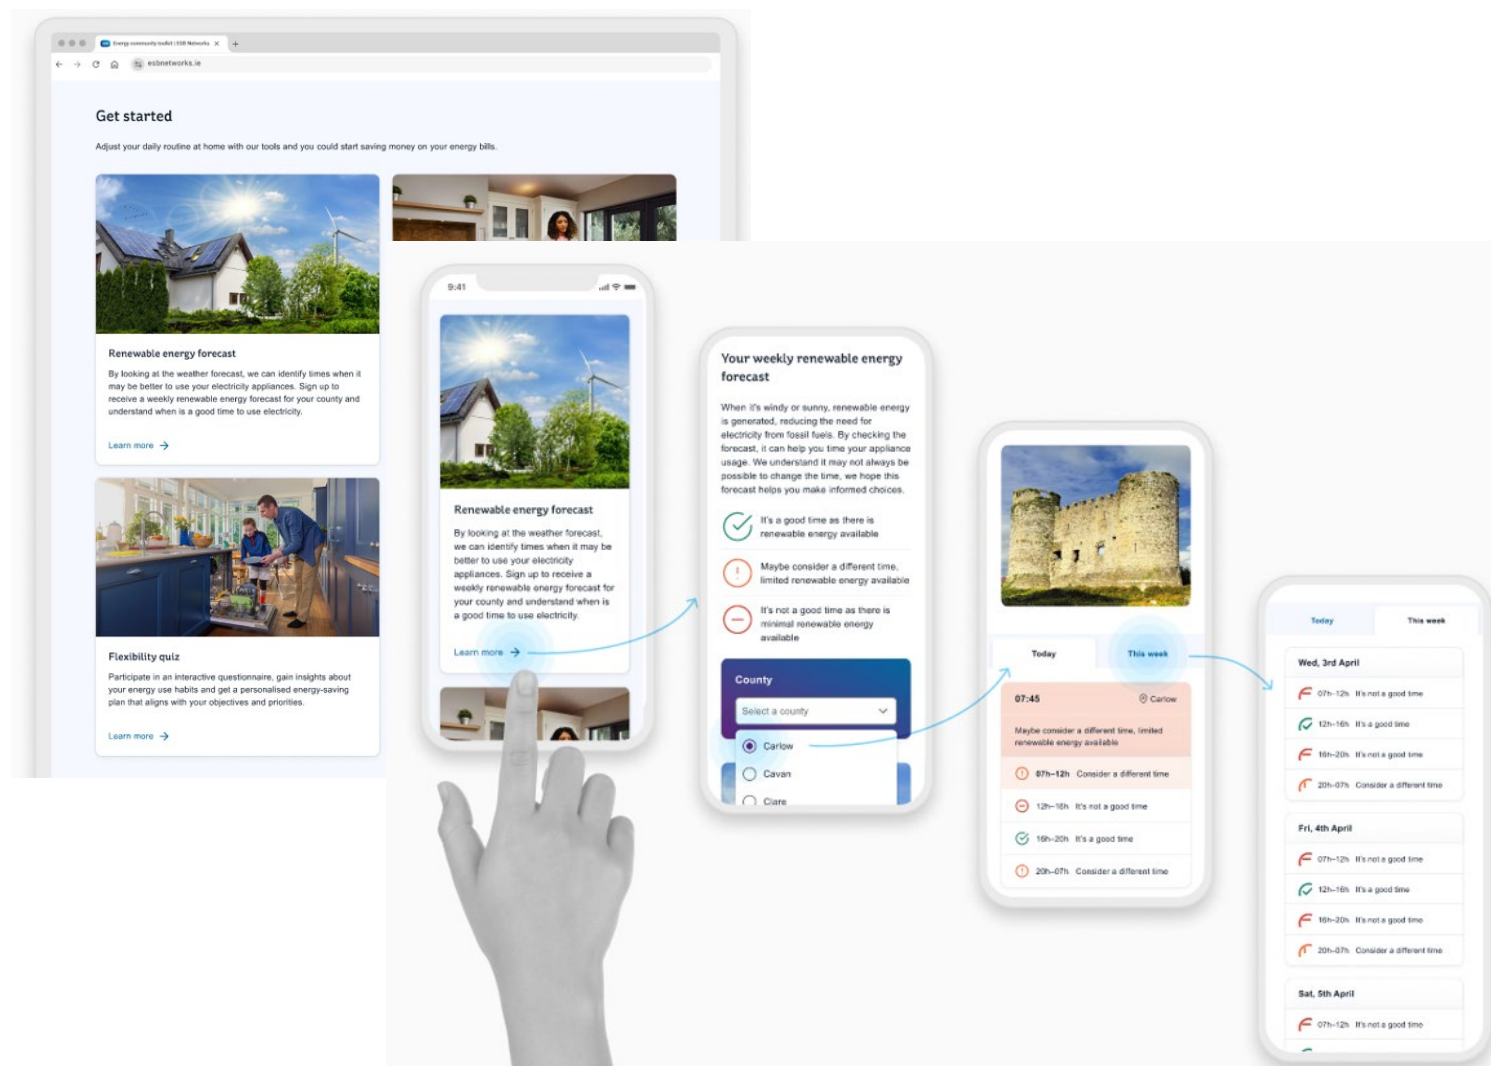 Energy community toolkit | ESB Networks
esbnetworks.ie
Get started
Adjust your daily routine at home with our tools and you could start saving money on your energy bills.
Renewable energy forecast
By looking at the weather forecast, we can identify times when it
may be better to use your electricity appliances. Sign up to
receive a weekly renewable energy forecast for your county and
understand when is a good time to use electricity.
Learn more
Flexibility quiz
Participate in an interactive questionnaire, gain insights about
your energy use habits and get a personalised energy-saving
plan that aligns with your objectives and priorities.
Learn more
9:41
Renewable energy forecast
By looking at the weather forecast,
we can identify times when it may be
better to use your electricity
appliances. Sign up to receive a
weekly renewable energy forecast for
your county and understand when is
a good time to use electricity.
Learn more
Your weekly renewable energy
forecast
When it's windy or sunny, renewable energy
is generated, reducing the need for
electricity from fossil fuels. By checking the
forecast, it can help you time your appliance
usage. We understand it may not always be
possible to change the time, we hope this
forecast helps you make informed choices.
It's a good time as there is
renewable energy available
Maybe consider a different time,
limited renewable energy available
It's not a good time as there is
minimal renewable energy
available
County
Select a county
Carlow
Cavan
Clare
Today
This week
07:45
Carlow
Maybe consider a different time, limited
renewable energy available
07h–12h Consider a different time
12h–16h It's not a good time
16h–20h It's a good time
20h–07h Consider a different time
Today
This week
Wed, 3rd April
07h–12h It's not a good time
12h–16h It's a good time
16h–20h It's not a good time
20h–07h Consider a different time
Fri, 4th April
07h–12h It's not a good time
12h–16h It's a good time
16h–20h It's not a good time
20h–07h Consider a different time
Sat, 5th April
07h–12h It's not a good time